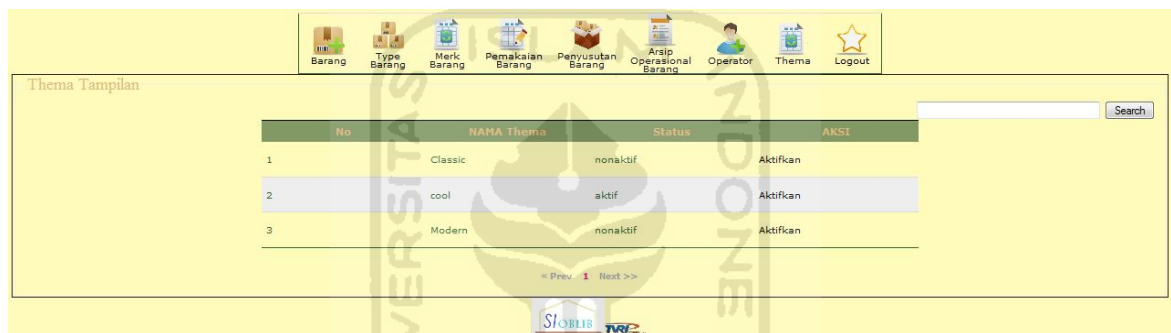 Barang
Type Barang
Merk Barang
Pemakaian Barang
Penyusutan Barang
Arsip Operasional Barang
Operator
Thema
Logout
Thema Tampilan
Search
No NAMA Thema Status AKSI
1 Classic nonaktif Aktifkan
2 cool aktif Aktifkan
3 Modern nonaktif Aktifkan
« Prev 1 Next >>
SIOBLIB TVRI